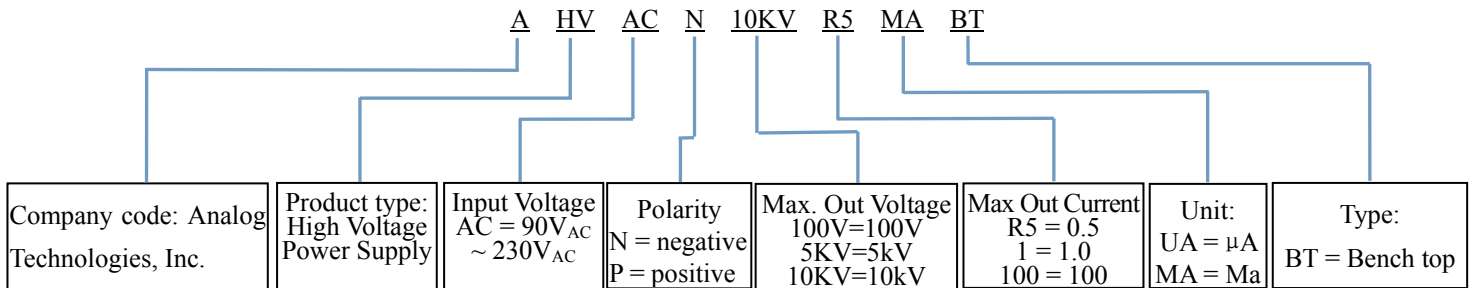 A HV AC N 10KV R5 MA BT
Company code: Analog
Technologies, Inc.
Product type:
High Voltage
Power Supply
Input Voltage
AC = 90VAC
~ 230VAC
Polarity
N = negative
P = positive
Max. Out Voltage
100V=100V
5KV=5kV
10KV=10kV
Max Out Current
R5 = 0.5
1 = 1.0
100 = 100
Unit:
UA = μA
MA = Ma
Type:
BT = Bench top